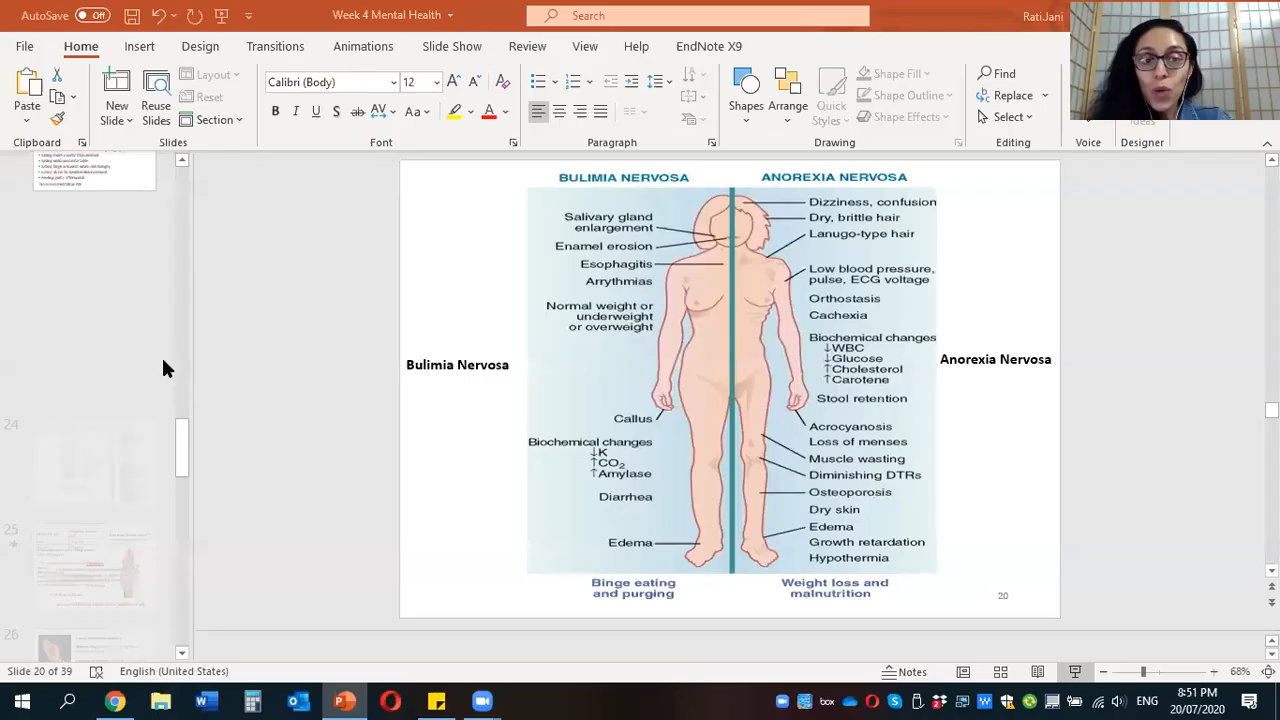 AutoSave Off
Week 4 Mental Health
Search
Rati.Jani
File Home Insert Design Transitions Animations Slide Show Review View Help EndNote X9
Paste
Clipboard
New Slide
Reuse Slides
Layout
Reset
Section
Slides
Calibri (Body) 12
Font
Paragraph
Shapes
Arrange
Quick Styles
Shape Fill
Shape Outline
Shape Effects
Drawing
Find
Replace
Select
Editing
Voice
Ideas
Designer
24
25
26
BULIMIA NERVOSA
Salivary gland
enlargement
Enamel erosion
Esophagitis
Arrythmias
Normal weight or
underweight
or overweight
Bulimia Nervosa
Callus
Biochemical changes
↓K
↑CO₂
↑Amylase
Diarrhea
Edema
Binge eating
and purging
ANOREXIA NERVOSA
Dizziness, confusion
Dry, brittle hair
Lanugo-type hair
Low blood pressure,
pulse, ECG voltage
Orthostasis
Cachexia
Biochemical changes
↓WBC
↓Glucose
↑Cholesterol
↑Carotene
Anorexia Nervosa
Stool retention
Acrocyanosis
Loss of menses
Muscle wasting
Diminishing DTRs
Osteoporosis
Dry skin
Edema
Growth retardation
Hypothermia
Weight loss and
malnutrition
20
Slide 20 of 39
English (United States)
Notes
68%
box
ENG
8:51 PM
20/07/2020